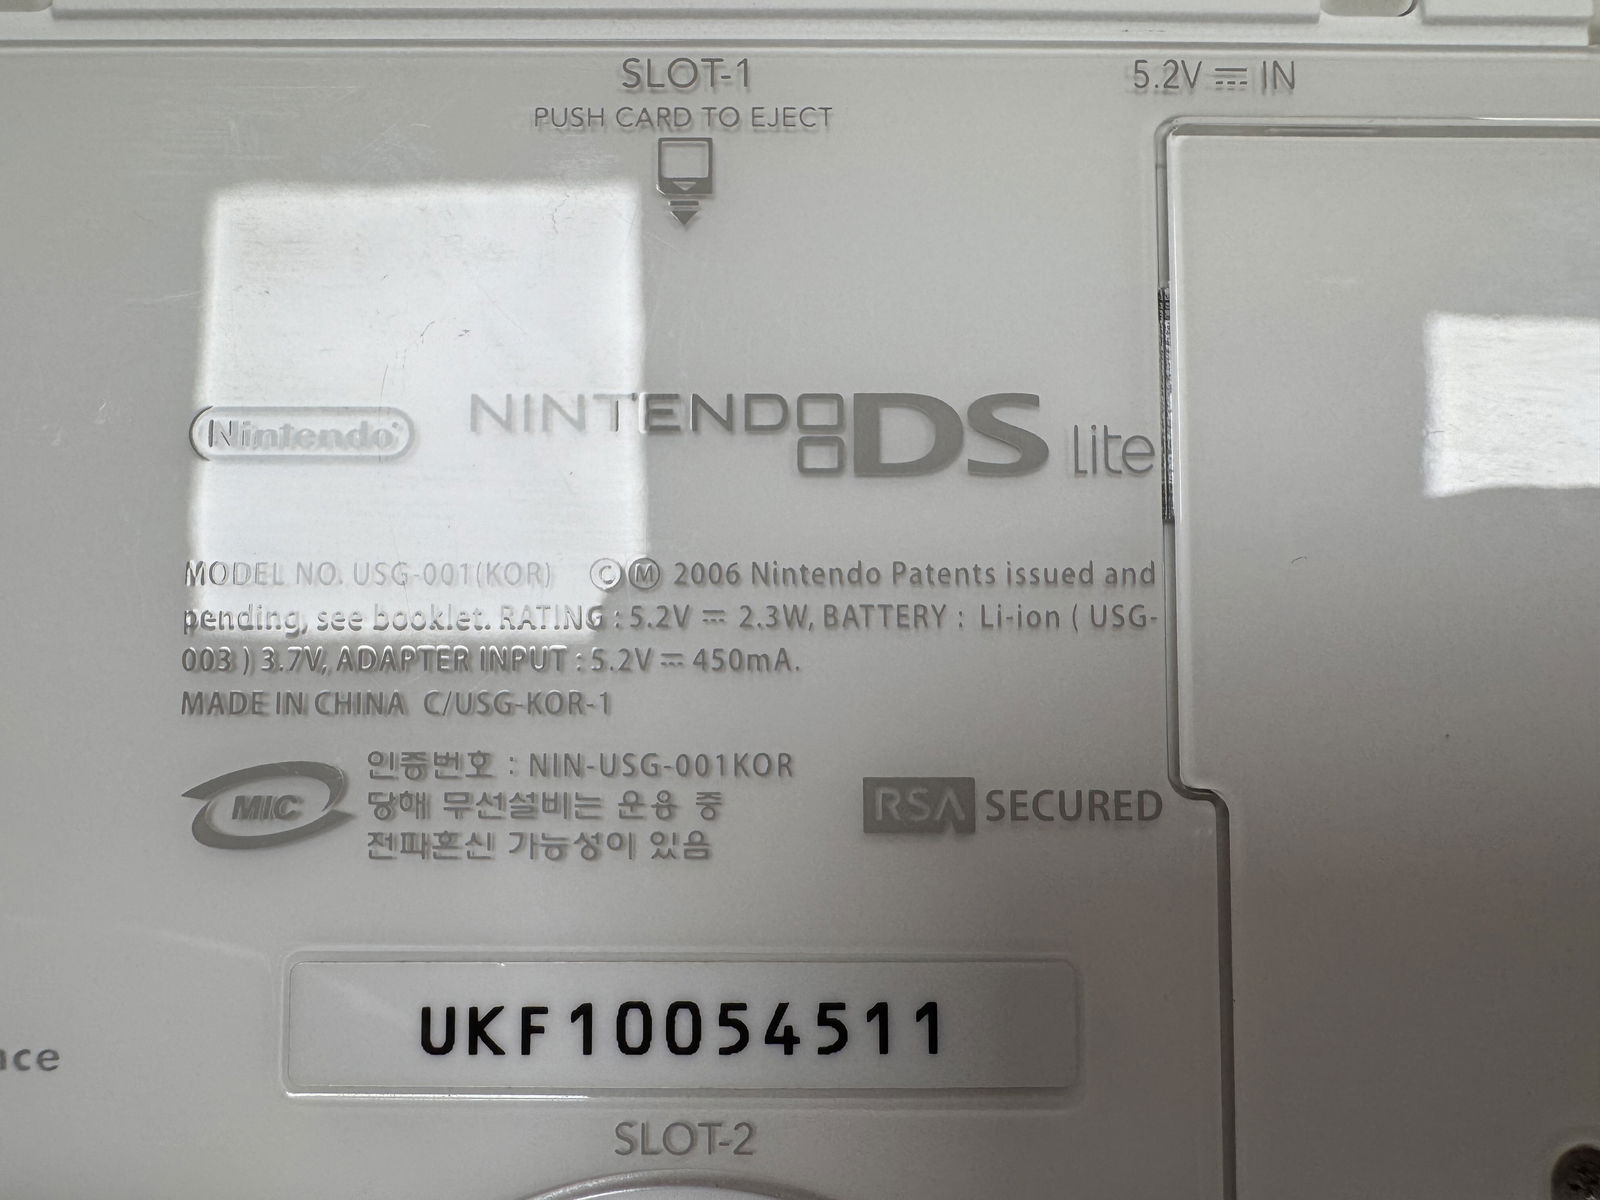 SLOT-1
PUSH CARD TO EJECT
5.2V ⎓ IN
Nintendo®
NINTENDO DS Lite
MODEL NO. USG-001(KOR) Ⓒ Ⓜ 2006 Nintendo Patents issued and
pending, see booklet. RATING : 5.2V ⎓ 2.3W, BATTERY : Li-ion ( USG-
003 ) 3.7V, ADAPTER INPUT : 5.2V ⎓ 450mA.
MADE IN CHINA C/USG-KOR-1
MIC
인증번호 : NIN-USG-001KOR
당해 무선설비는 운용 중
전파혼신 가능성이 있음
RSA SECURED
UKF10054511
SLOT-2